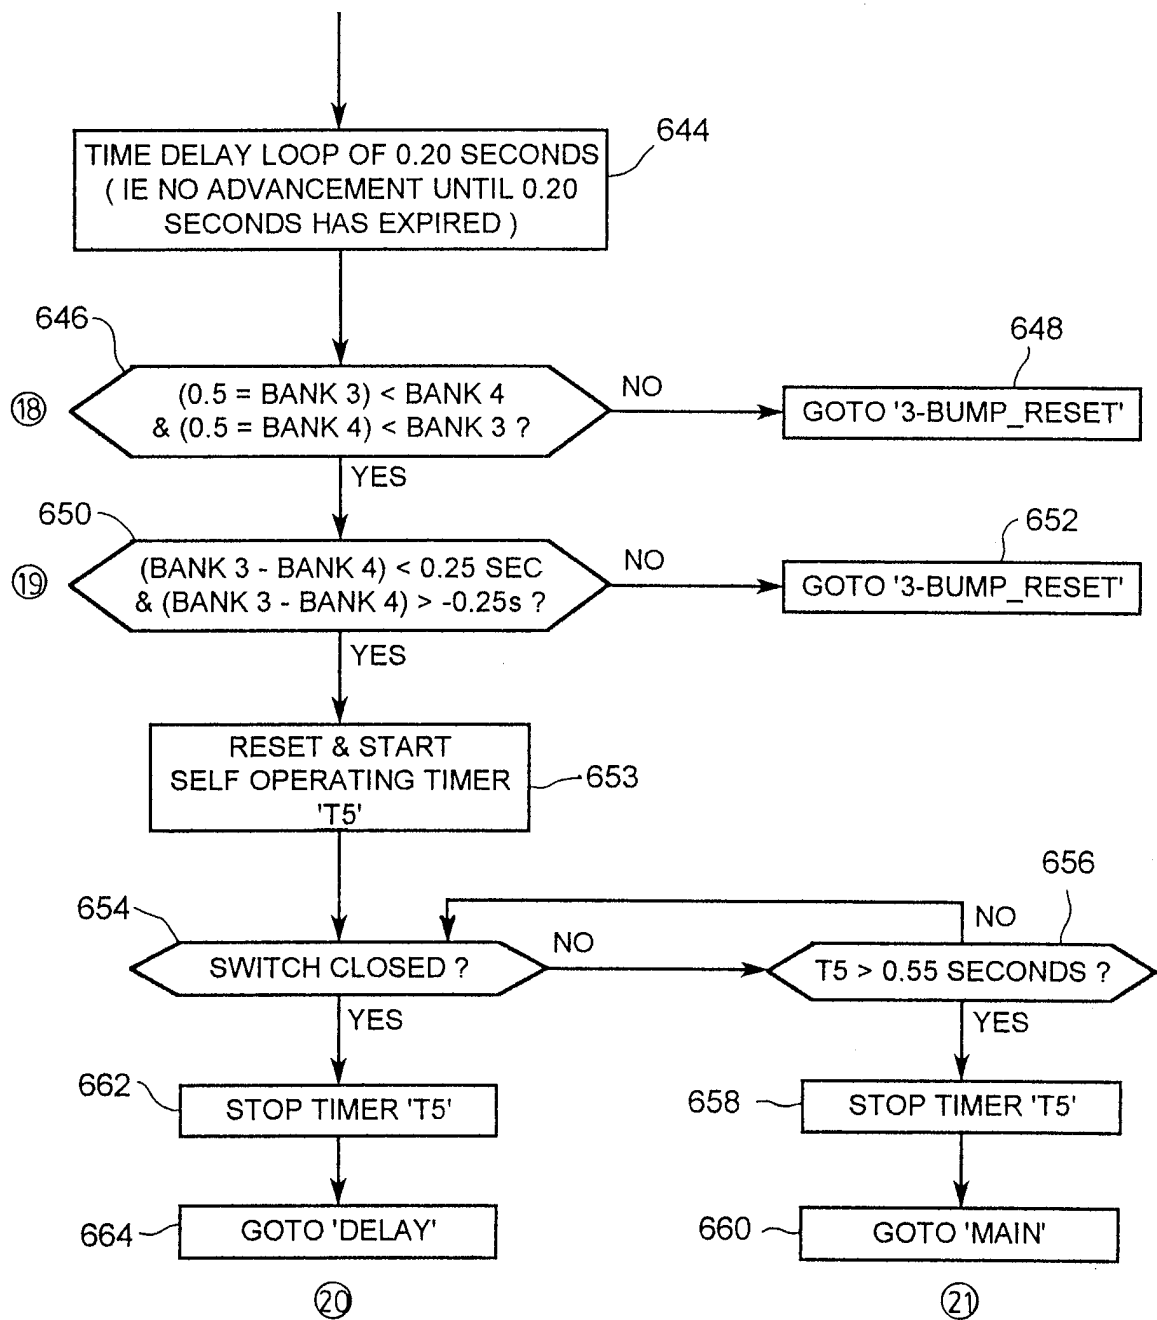 644
TIME DELAY LOOP OF 0.20 SECONDS
( IE NO ADVANCEMENT UNTIL 0.20
SECONDS HAS EXPIRED )
646
18
(0.5 = BANK 3) < BANK 4
& (0.5 = BANK 4) < BANK 3 ?
NO
648
GOTO '3-BUMP_RESET'
YES
650
19
(BANK 3 - BANK 4) < 0.25 SEC
& (BANK 3 - BANK 4) > -0.25s ?
NO
652
GOTO '3-BUMP_RESET'
YES
RESET & START
SELF OPERATING TIMER
'T5'
653
654
SWITCH CLOSED ?
NO
656
NO
T5 > 0.55 SECONDS ?
YES
YES
662
STOP TIMER 'T5'
658
STOP TIMER 'T5'
664
GOTO 'DELAY'
660
GOTO 'MAIN'
20
21